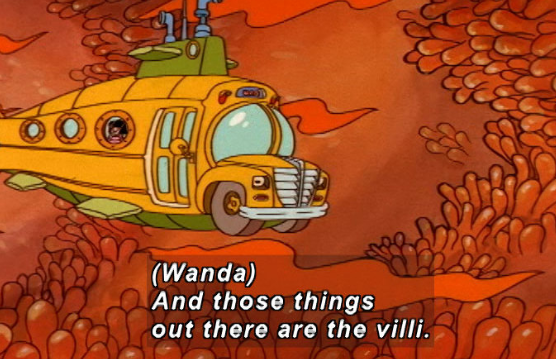 (Wanda)
And those things
out there are the villi.